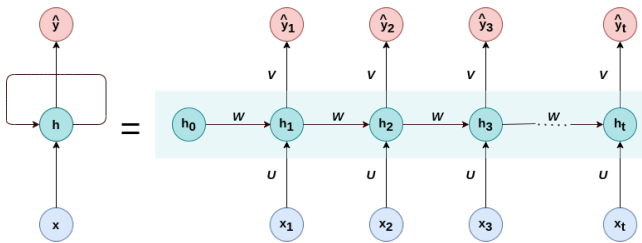 ŷ ŷ₁ ŷ₂ ŷ₃ ŷₜ
V V V V
h = h₀ W h₁ W h₂ W h₃ ...... W hₜ
U U U U
x x₁ x₂ x₃ xₜ